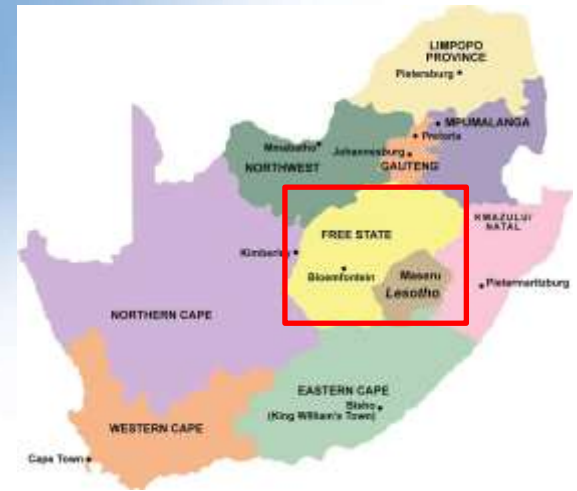 LIMPOPO
PROVINCE
Pietersburg
MPUMALANGA
Pretoria
Mmabatho
Johannesburg
NORTHWEST
GAUTENG
KWAZULU/
NATAL
FREE STATE
Kimberley
Bloemfontein
Maseru
Lesotho
Pietermaritzburg
NORTHERN CAPE
EASTERN CAPE
Bisho
(King William's Town)
WESTERN CAPE
Cape Town